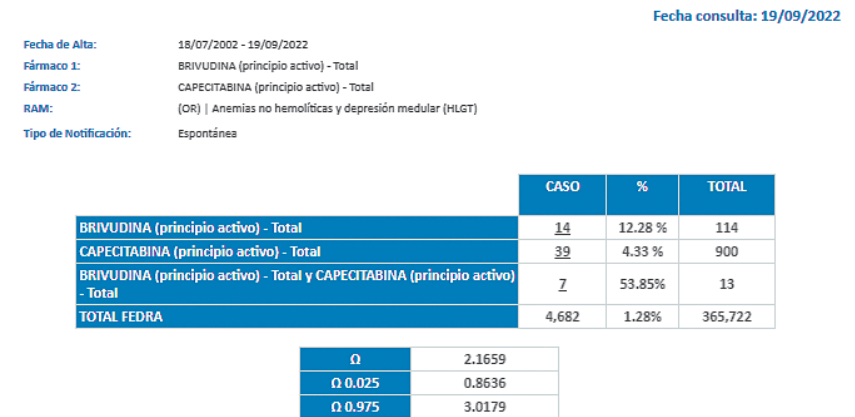 Fecha consulta: 19/09/2022
Fecha de Alta: 18/07/2002 - 19/09/2022
Fármaco 1: BRIVUDINA (principio activo) - Total
Fármaco 2: CAPECITABINA (principio activo) - Total
RAM: (OR) | Anemias no hemolíticas y depresión medular (HLGT)
Tipo de Notificación: Espontánea
CASO % TOTAL
BRIVUDINA (principio activo) - Total 14 12.28 % 114
CAPECITABINA (principio activo) - Total 39 4.33 % 900
BRIVUDINA (principio activo) - Total y CAPECITABINA (principio activo)
- Total 7 53.85% 13
TOTAL FEDRA 4,682 1.28% 365,722
Ω 2.1659
Ω 0.025 0.8636
Ω 0.975 3.0179